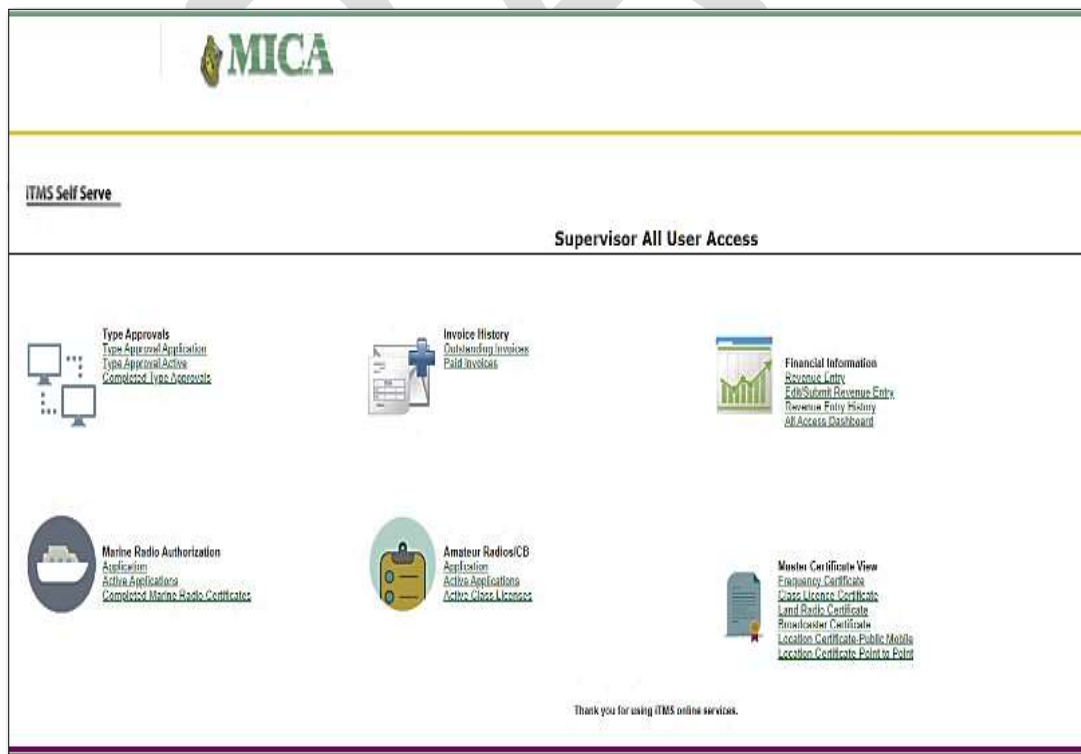 MICA
iTMS Self Serve
Supervisor All User Access
Type Approvals
Type Approval Application
Type Approval Active
Completed Type Approvals
Invoice History
Outstanding Invoices
Paid Invoices
Financial Information
Revenue Entry
Edit/Submit Revenue Entry
Revenue Entry History
All Access Dashboard
Marine Radio Authorization
Application
Active Applications
Completed Marine Radio Certificates
Amateur Radios/CB
Application
Active Applications
Active Class Licenses
Master Certificate View
Frequency Certificate
Class License Certificate
Land Radio Certificate
Broadcaster Certificate
Location Certificate-Public Mobile
Location Certificate Point to Point
Thank you for using iTMS online services.